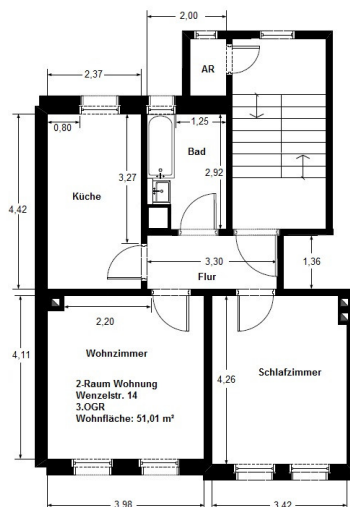 2,00
2,37
AR
0,80
1,25
Bad
3,27
2,92
Küche
4,42
3,30
1,36
Flur
2,20
4,11
Wohnzimmer
4,26
Schlafzimmer
2-Raum Wohnung
Wenzelstr. 14
3.OGR
Wohnfläche: 51,01 m²
3,98
3,42